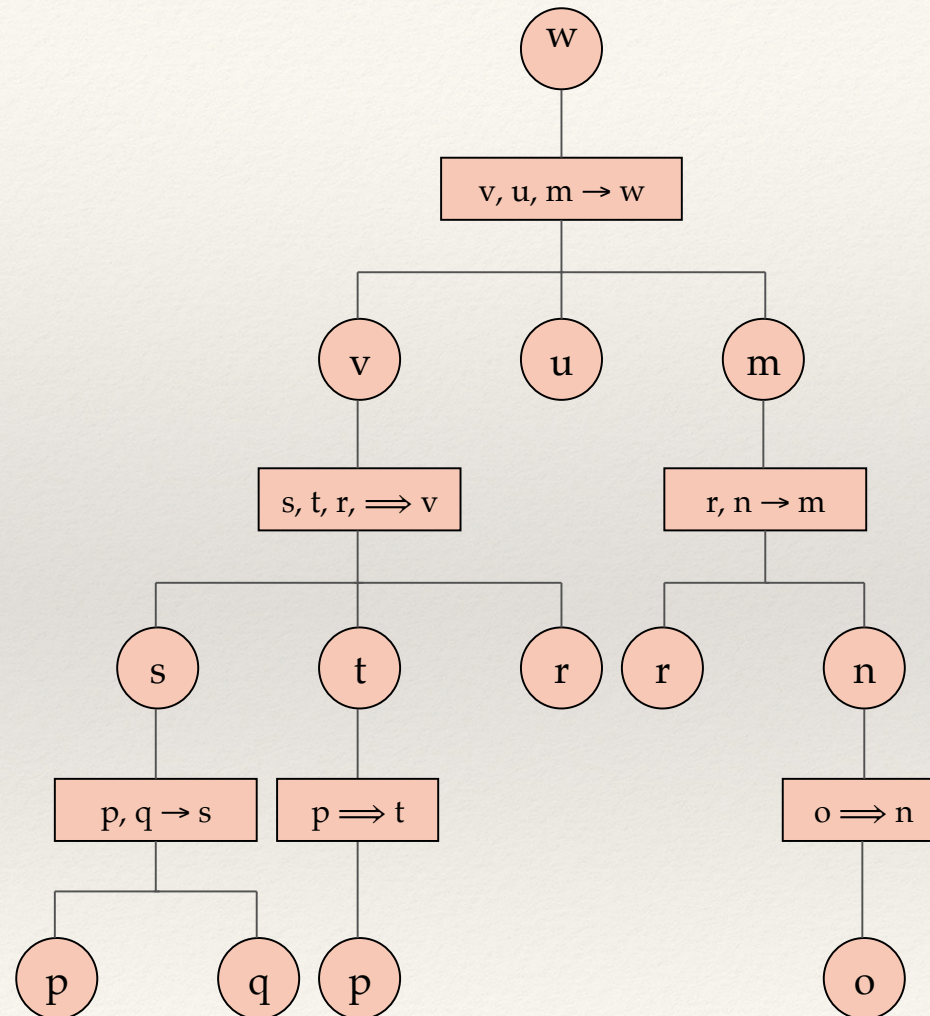 w
v, u, m → w
v u m
s, t, r, ⟹ v r, n → m
s t r r n
p, q → s p ⟹ t o ⟹ n
p q p o